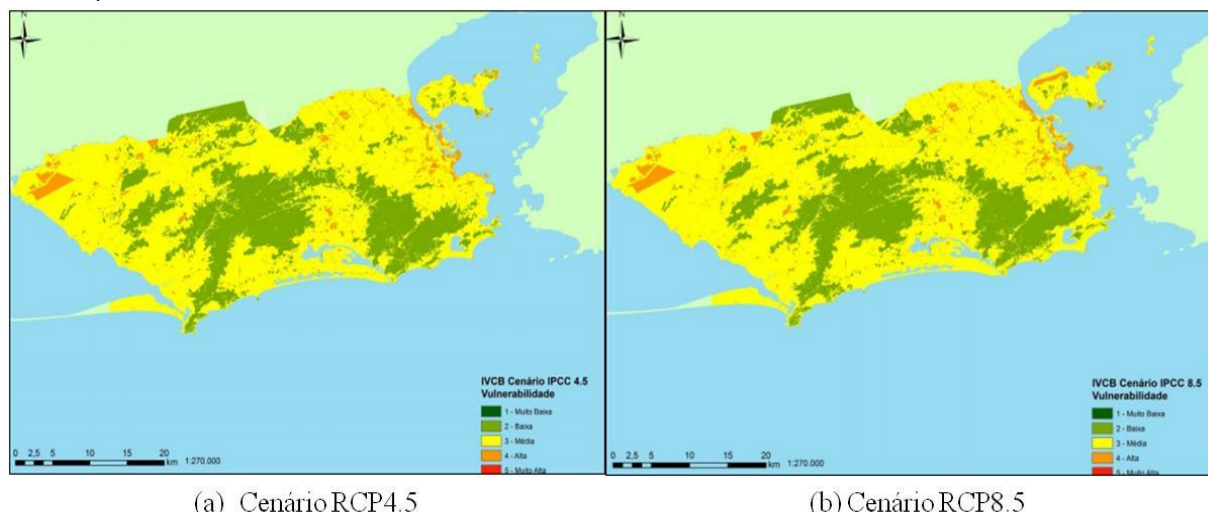 N
IVCB Cenário IPCC 4.5
Vulnerabilidade
1 - Muito Baixa
2 - Baixa
3 - Média
4 - Alta
5 - Muito Alta
0 2,5 5 10 15 20
km
1:270.000
N
IVCB Cenário IPCC 8.5
Vulnerabilidade
1 - Muito Baixa
2 - Baixa
3 - Média
4 - Alta
5 - Muito Alta
0 2,5 5 10 15 20
km
1:270.000
(a) Cenário RCP4.5
(b) Cenário RCP8.5